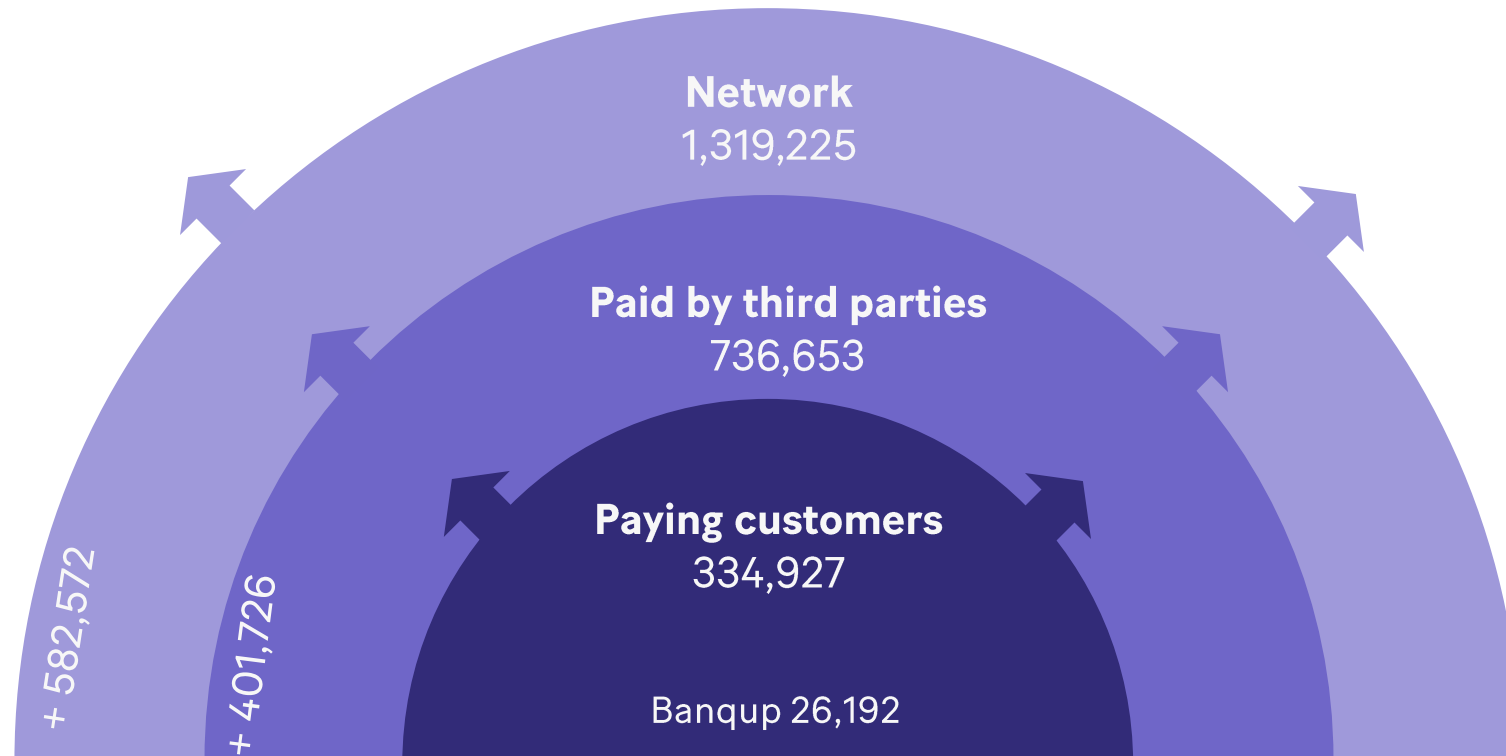 Network
1,319,225
Paid by third parties
736,653
Paying customers
334,927
+ 582,572
+ 401,726
Banqup 26,192